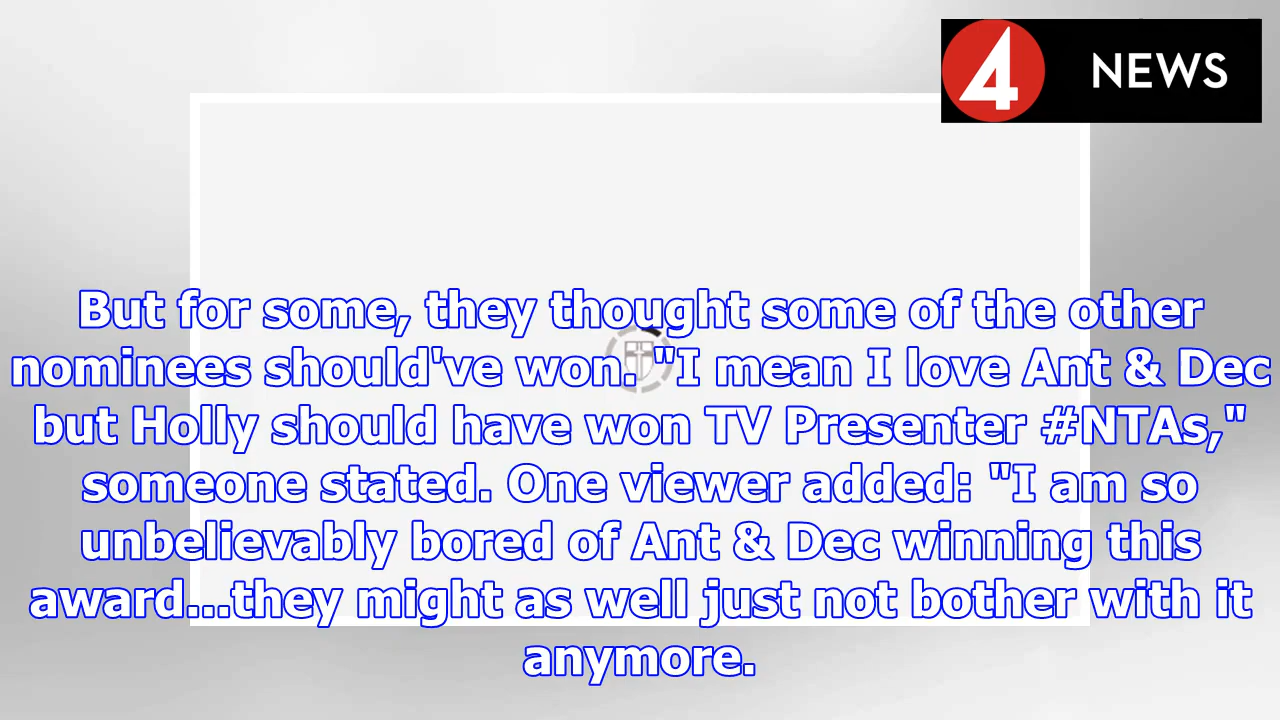 4 NEWS
But for some, they thought some of the other
nominees should've won. "I mean I love Ant & Dec
but Holly should have won TV Presenter #NTAs,"
someone stated. One viewer added: "I am so
unbelievably bored of Ant & Dec winning this
award...they might as well just not bother with it
anymore.